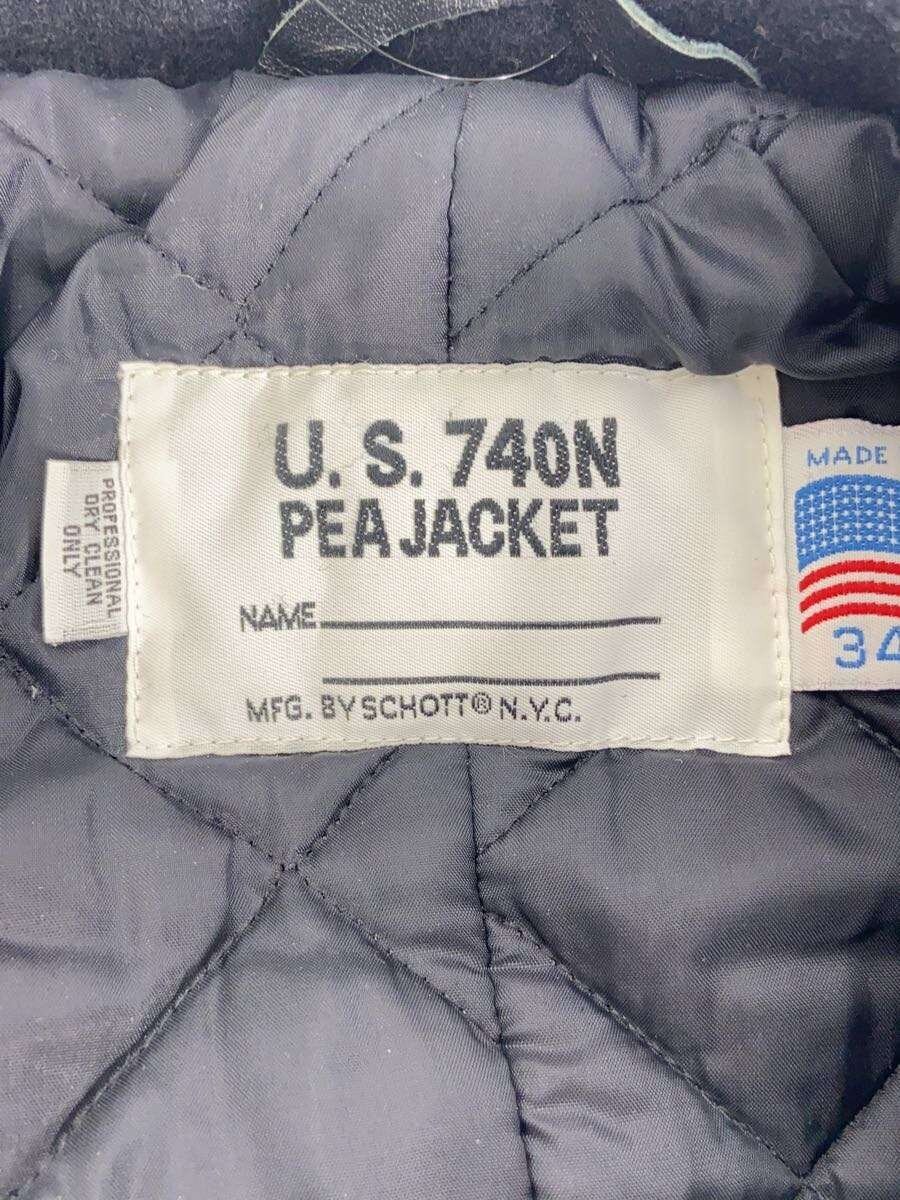 PROFESSIONAL
DRY CLEAN
ONLY
U. S. 740N
PEA JACKET
NAME
MFG. BY SCHOTT® N.Y.C.
MADE
34